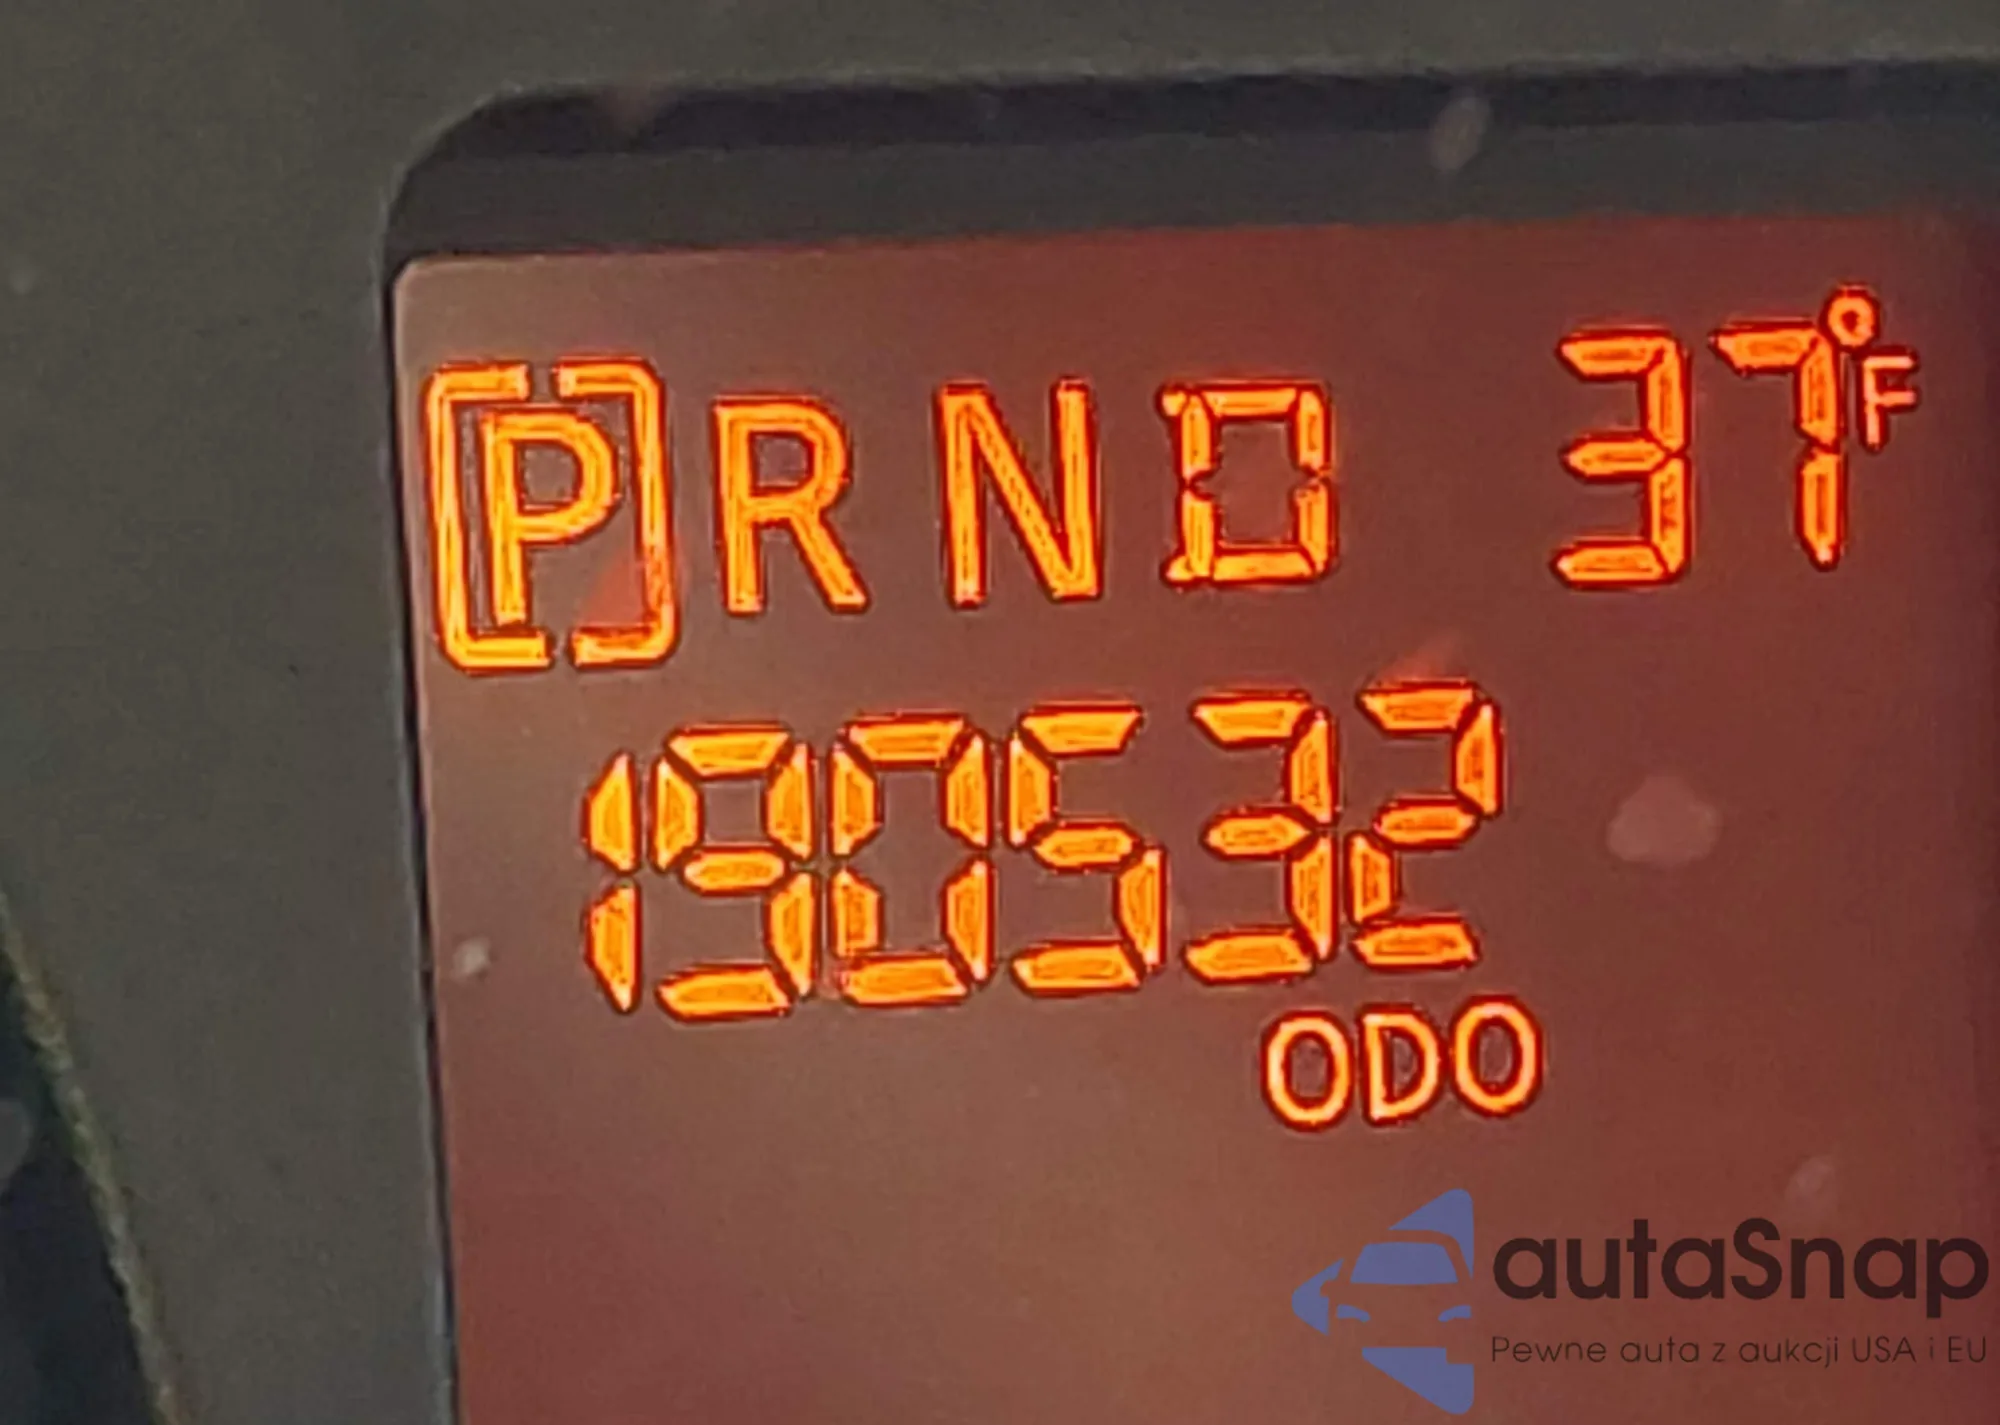 P R N D 37°F
190532
ODO
autaSnap
Pewne auta z aukcji USA i EU